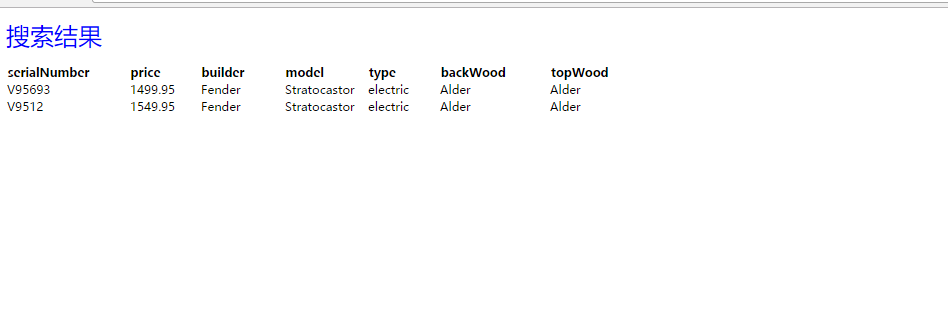 搜索结果
serialNumber price builder model type backWood topWood
V95693 1499.95 Fender Stratocastor electric Alder Alder
V9512 1549.95 Fender Stratocastor electric Alder Alder